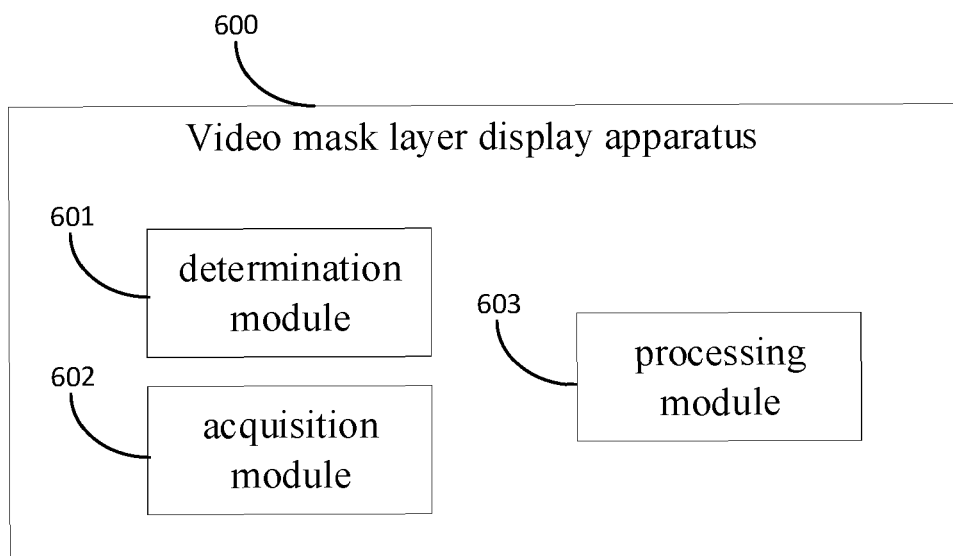 600
Video mask layer display apparatus
601
determination
module
602
acquisition
module
603
processing
module